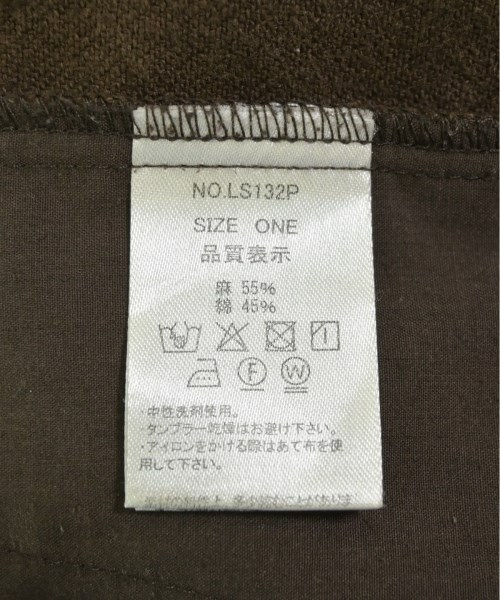 NO.LS132P
SIZE ONE
品質表示
麻 55%
綿 45%
F W
・中性洗剤使用。
・タンブラー乾燥はお避け下さい。
・アイロンをかける際はあて布を使
用して下さい。